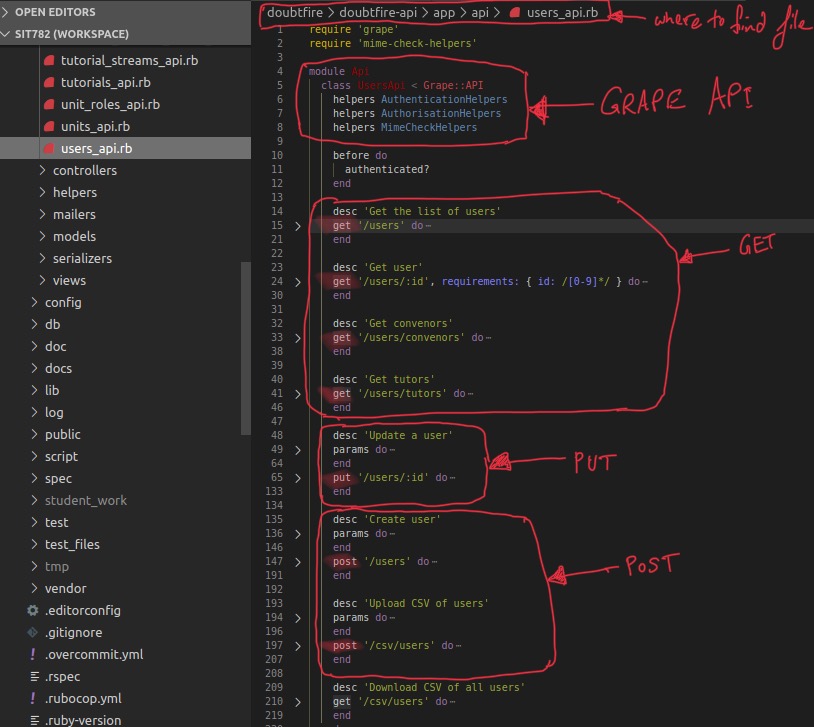 OPEN EDITORS
SIT782 (WORKSPACE)
tutorial_streams_api.rb
tutorials_api.rb
unit_roles_api.rb
units_api.rb
users_api.rb
controllers
helpers
mailers
models
serializers
views
config
db
doc
docs
lib
log
public
script
spec
student_work
test
test_files
tmp
vendor
.editorconfig
.gitignore
.overcommit.yml
.rspec
.rubocop.yml
.ruby-version
doubtfire > doubtfire-api > app > api > users_api.rb
where to find file
1 require 'grape'
2 require 'mime-check-helpers'
3
4 module Api
5 class UsersApi < Grape::API
6 helpers AuthenticationHelpers
7 helpers AuthorisationHelpers
8 helpers MimeCheckHelpers
GRAPE API
9
10 before do
11 authenticated?
12 end
13
14 desc 'Get the list of users'
15 get '/users' do…
21 end
22
GET
23 desc 'Get user'
24 get '/users/:id', requirements: { id: /[0-9]*/ } do…
30 end
31
32 desc 'Get convenors'
33 get '/users/convenors' do…
38 end
39
40 desc 'Get tutors'
41 get '/users/tutors' do…
46 end
47
48 desc 'Update a user'
49 params do…
64 end
PUT
65 put '/users/:id' do…
133 end
134
135 desc 'Create user'
136 params do…
146 end
147 post '/users' do…
POST
191 end
192
193 desc 'Upload CSV of users'
194 params do…
196 end
197 post '/csv/users' do…
207 end
208
209 desc 'Download CSV of all users'
210 get '/csv/users' do…
219 end